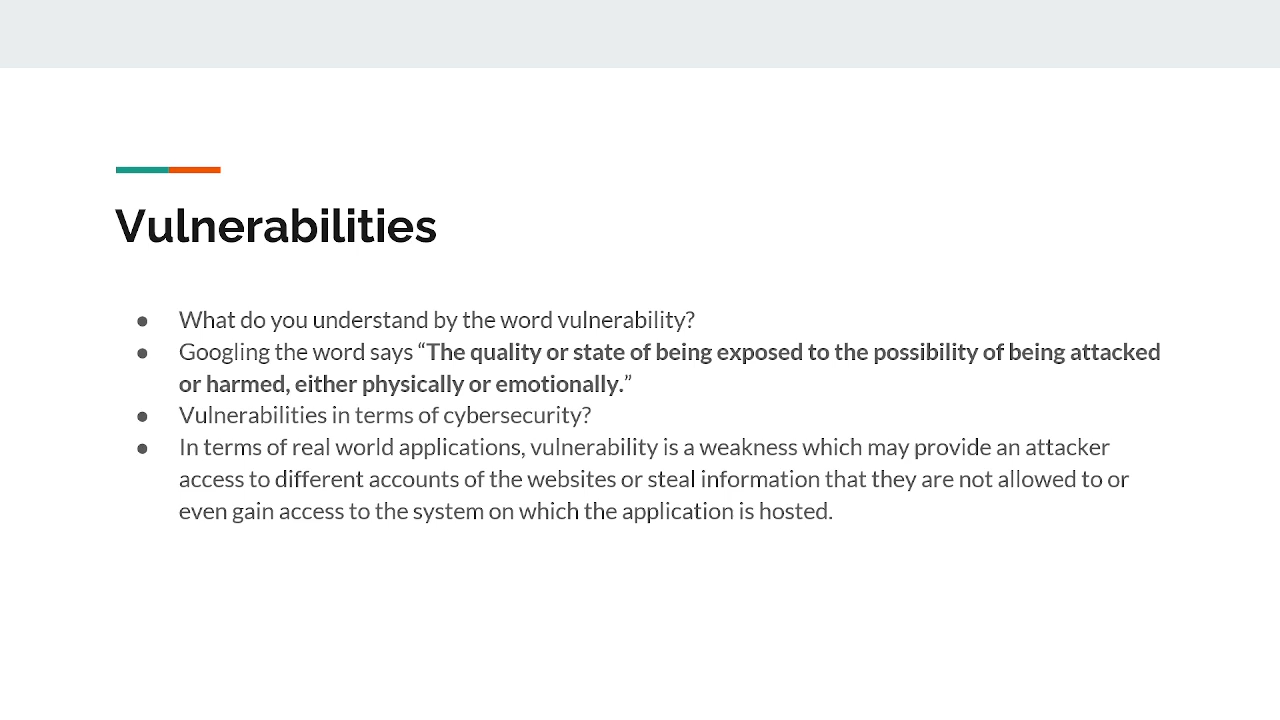 Vulnerabilities
● What do you understand by the word vulnerability?
● Googling the word says “The quality or state of being exposed to the possibility of being attacked
or harmed, either physically or emotionally.”
● Vulnerabilities in terms of cybersecurity?
● In terms of real world applications, vulnerability is a weakness which may provide an attacker
access to different accounts of the websites or steal information that they are not allowed to or
even gain access to the system on which the application is hosted.